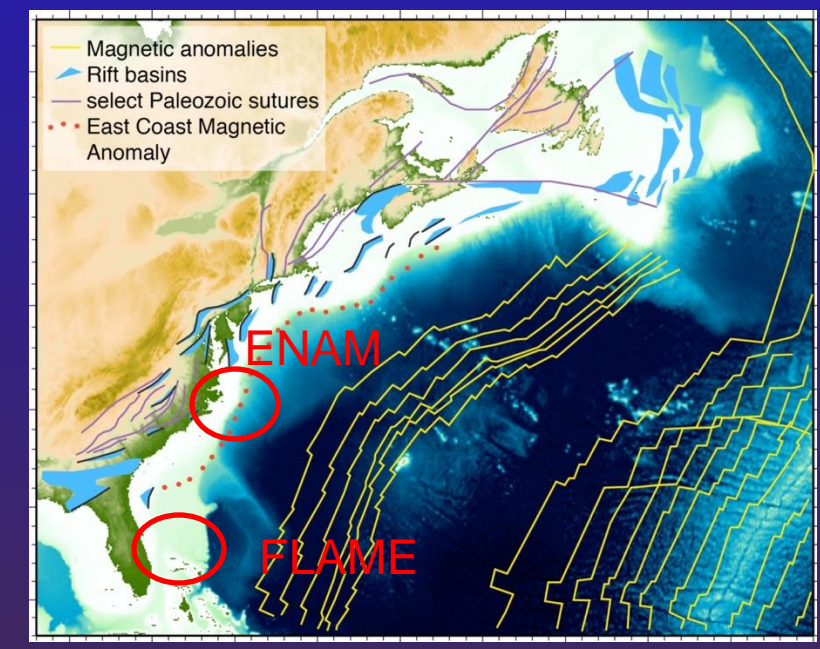 Magnetic anomalies
Rift basins
select Paleozoic sutures
East Coast Magnetic
Anomaly
ENAM
FLAME